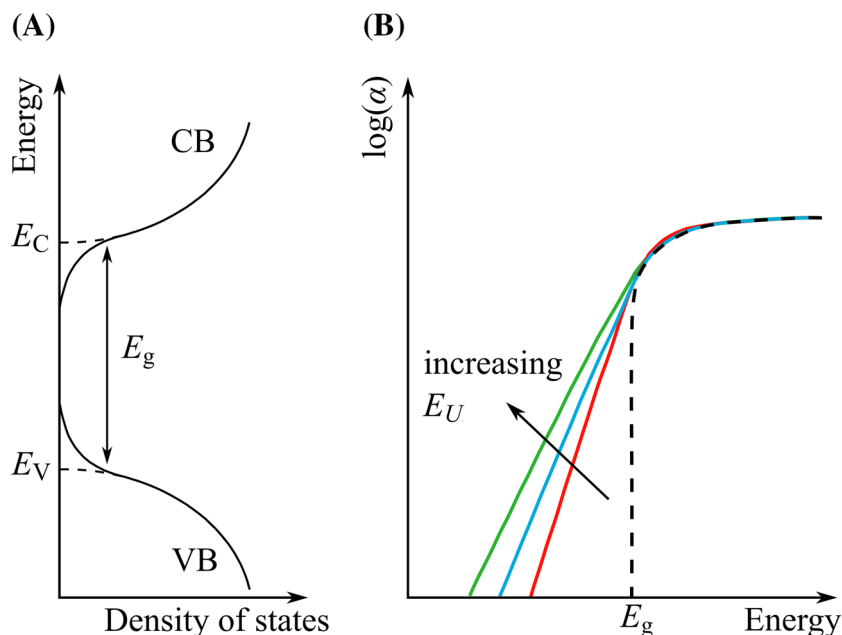 (A)
Energy
CB
E_C
E_g
E_V
VB
Density of states
(B)
log(α)
increasing
E_U
E_g
Energy